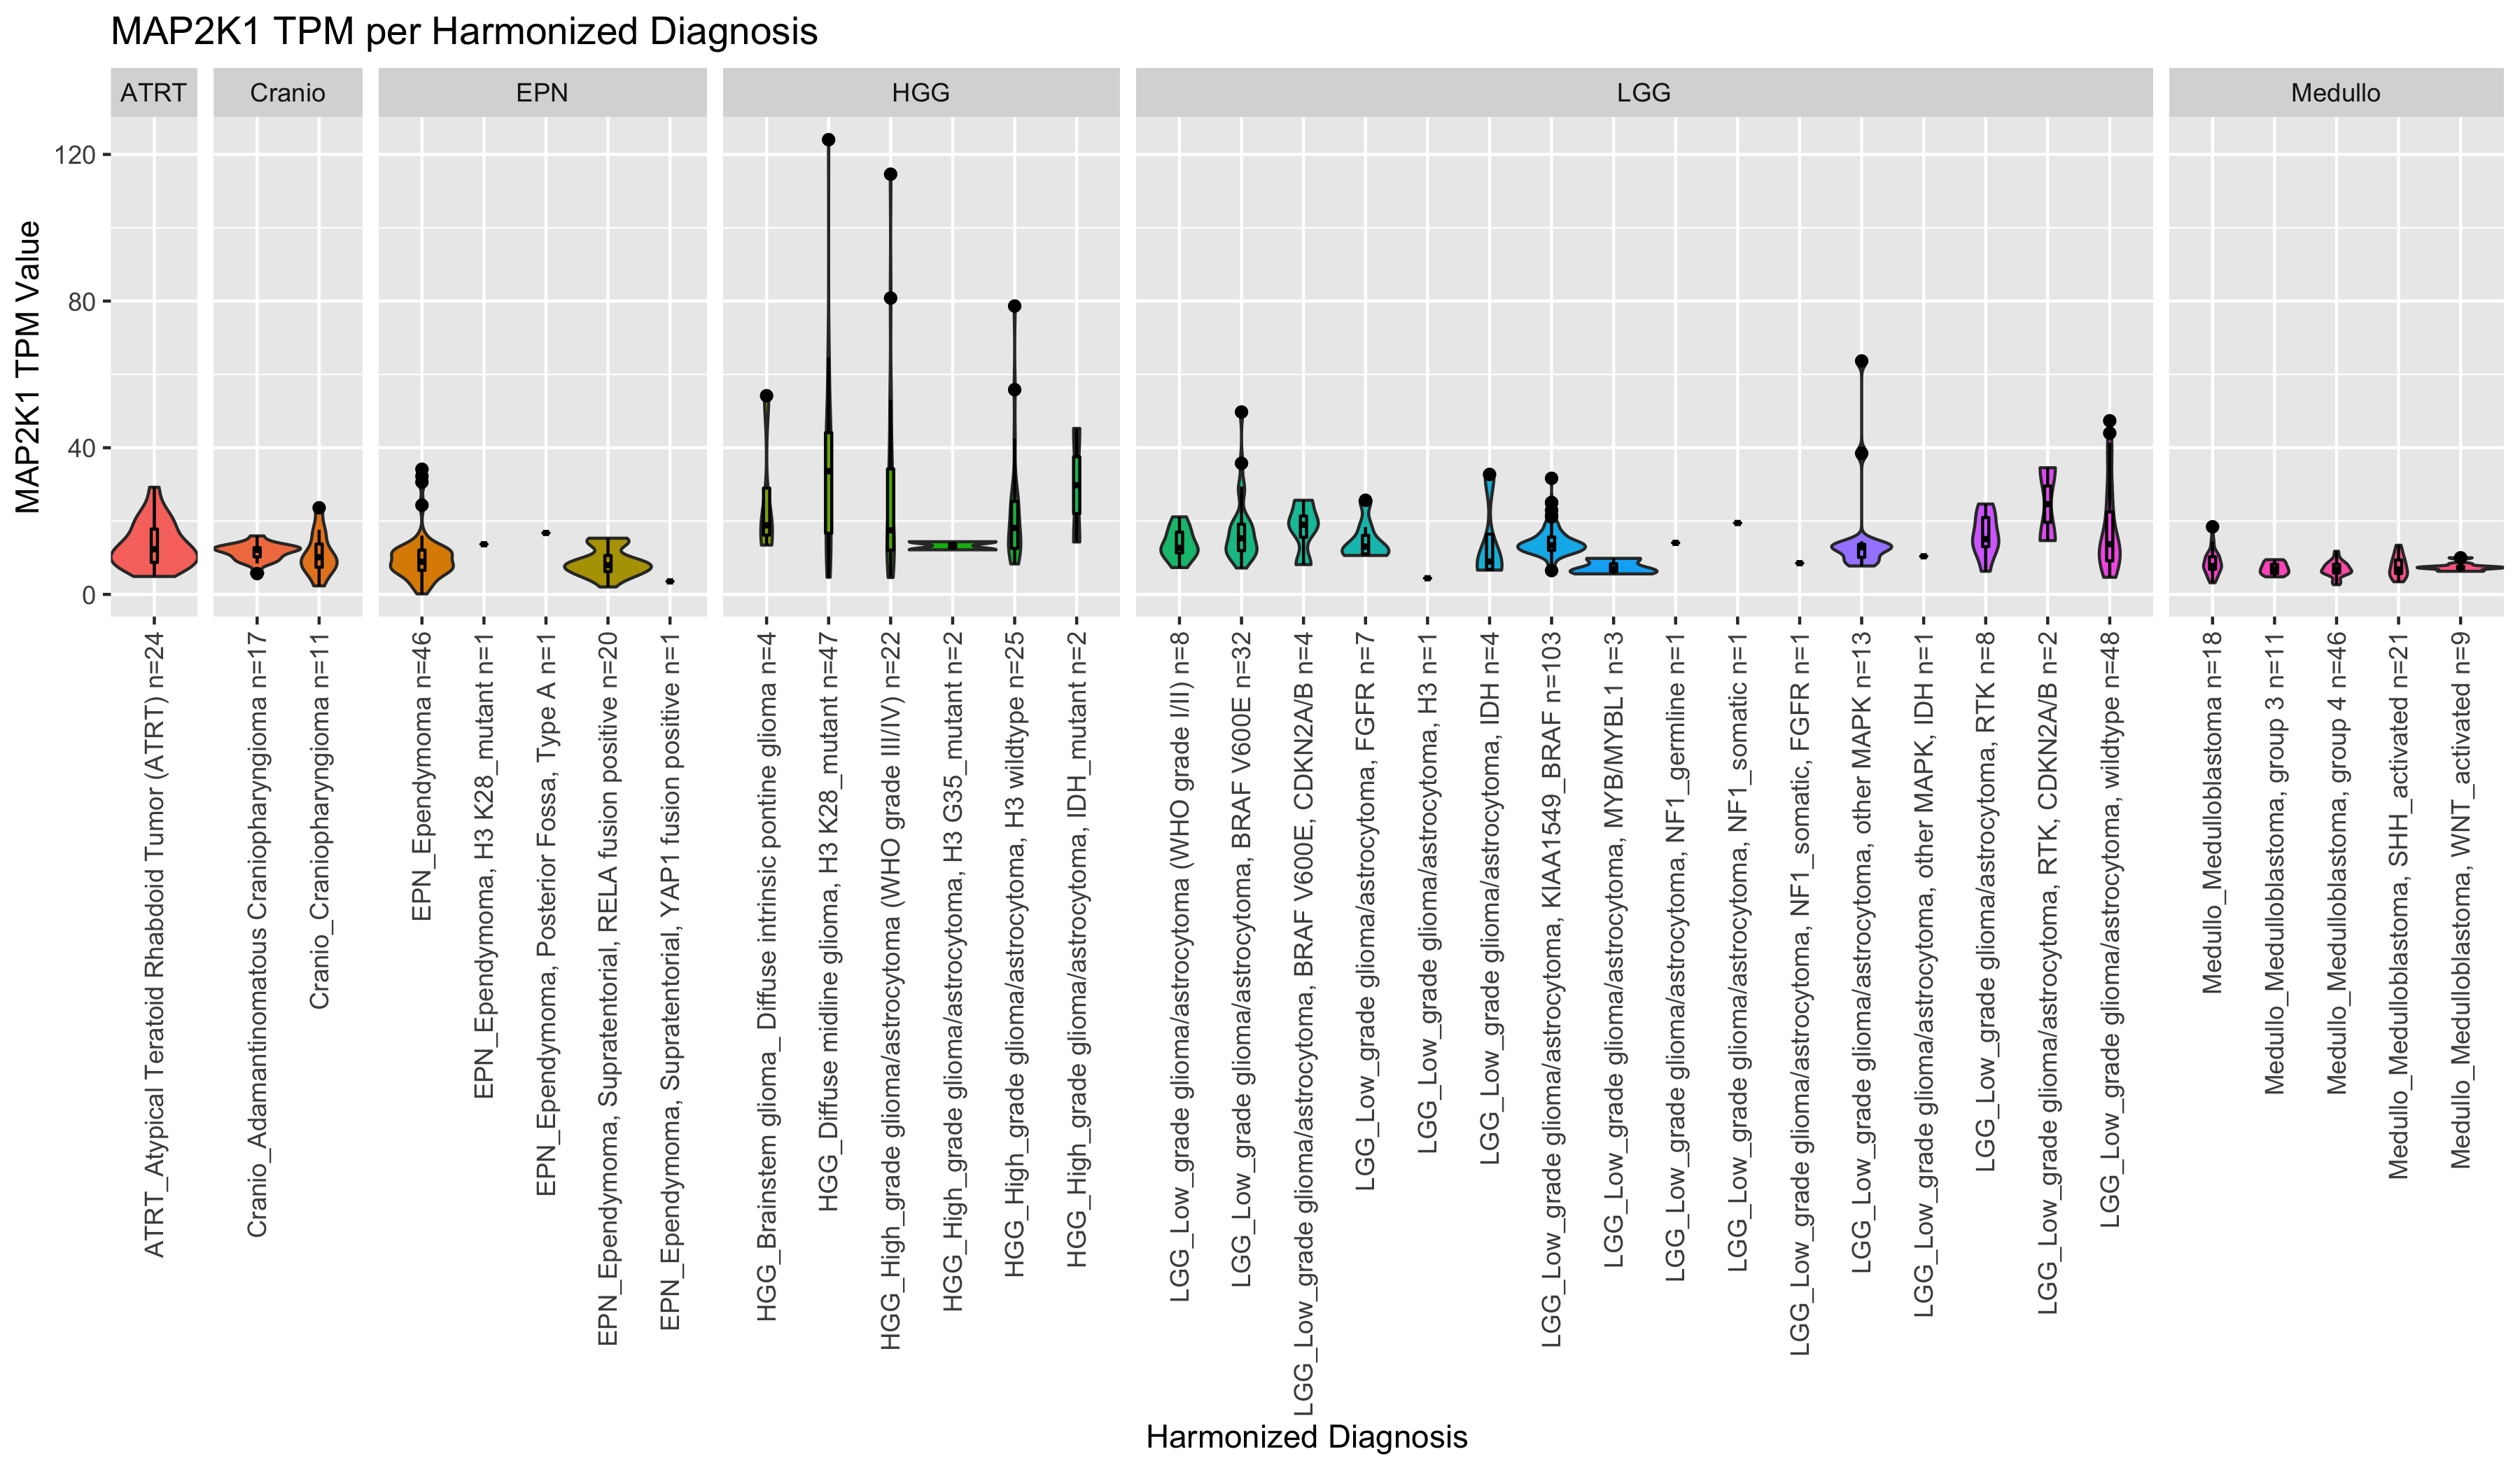 MAP2K1 TPM per Harmonized Diagnosis
ATRT
Cranio
EPN
HGG
LGG
Medullo
MAP2K1 TPM Value
120
80
40
0
ATRT_Atypical Teratoid Rhabdoid Tumor (ATRT) n=24
Cranio_Adamantinomatous Craniopharyngioma n=17
Cranio_Craniopharyngioma n=11
EPN_Ependymoma n=46
EPN_Ependymoma, H3 K28_mutant n=1
EPN_Ependymoma, Posterior Fossa, Type A n=1
EPN_Ependymoma, Supratentorial, RELA fusion positive n=20
EPN_Ependymoma, Supratentorial, YAP1 fusion positive n=1
HGG_Brainstem glioma_ Diffuse intrinsic pontine glioma n=4
HGG_Diffuse midline glioma, H3 K28_mutant n=47
HGG_High_grade glioma/astrocytoma (WHO grade III/IV) n=22
HGG_High_grade glioma/astrocytoma, H3 G35_mutant n=2
HGG_High_grade glioma/astrocytoma, H3 wildtype n=25
HGG_High_grade glioma/astrocytoma, IDH_mutant n=2
LGG_Low_grade glioma/astrocytoma (WHO grade I/II) n=8
LGG_Low_grade glioma/astrocytoma, BRAF V600E n=32
LGG_Low_grade glioma/astrocytoma, BRAF V600E, CDKN2A/B n=4
LGG_Low_grade glioma/astrocytoma, FGFR n=7
LGG_Low_grade glioma/astrocytoma, H3 n=1
LGG_Low_grade glioma/astrocytoma, IDH n=4
LGG_Low_grade glioma/astrocytoma, KIAA1549_BRAF n=103
LGG_Low_grade glioma/astrocytoma, MYB/MYBL1 n=3
LGG_Low_grade glioma/astrocytoma, NF1_germline n=1
LGG_Low_grade glioma/astrocytoma, NF1_somatic n=1
LGG_Low_grade glioma/astrocytoma, NF1_somatic, FGFR n=1
LGG_Low_grade glioma/astrocytoma, other MAPK n=13
LGG_Low_grade glioma/astrocytoma, other MAPK, IDH n=1
LGG_Low_grade glioma/astrocytoma, RTK n=8
LGG_Low_grade glioma/astrocytoma, RTK, CDKN2A/B n=2
LGG_Low_grade glioma/astrocytoma, wildtype n=48
Medullo_Medulloblastoma n=18
Medullo_Medulloblastoma, group 3 n=11
Medullo_Medulloblastoma, group 4 n=46
Medullo_Medulloblastoma, SHH_activated n=21
Medullo_Medulloblastoma, WNT_activated n=9
Harmonized Diagnosis